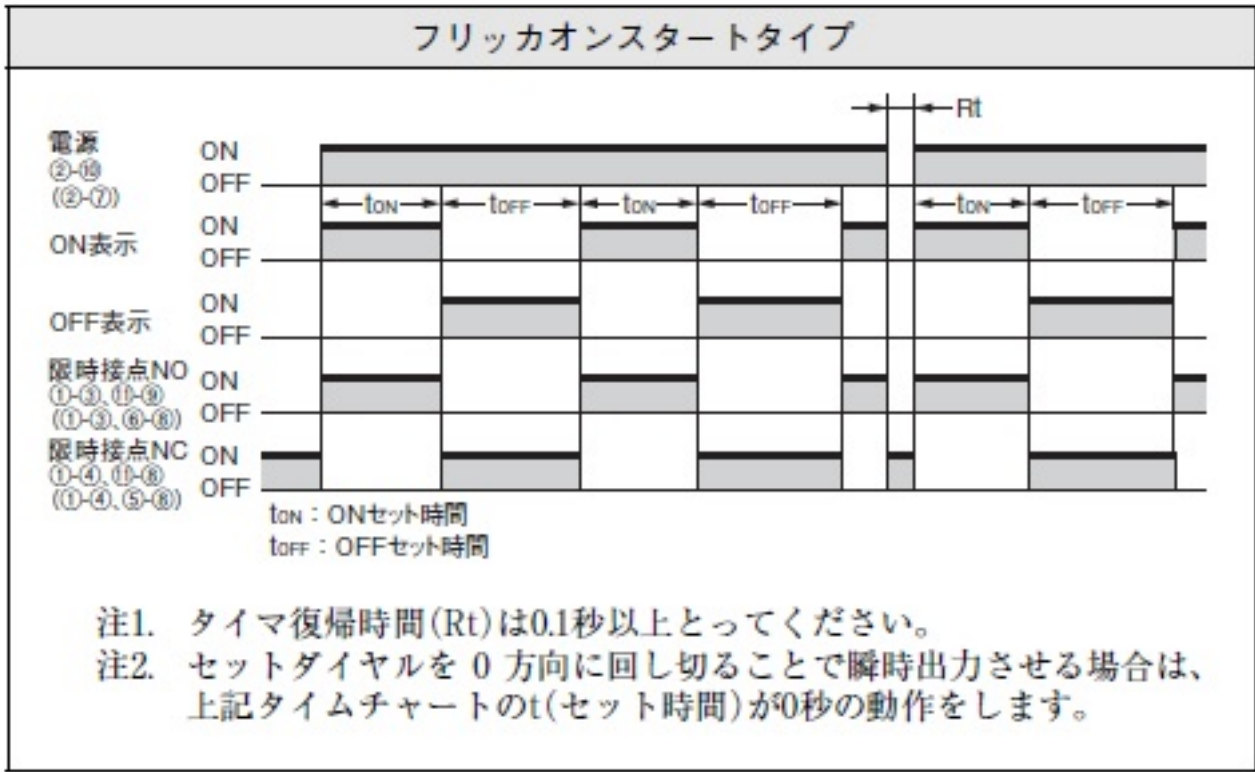 フリッカオンスタートタイプ
Rt
電源
②-⑩
(②-⑦)
ON
OFF
tON
tOFF
tON
tOFF
tON
tOFF
ON表示
ON
OFF
OFF表示
ON
OFF
限時接点NO
①-③、⑪-⑨
(①-③、⑥-⑧)
ON
OFF
限時接点NC
①-④、⑪-⑧
(①-④、⑤-⑧)
ON
OFF
tON：ONセット時間
tOFF：OFFセット時間
注1. タイマ復帰時間(Rt)は0.1秒以上とってください。
注2. セットダイヤルを 0 方向に回し切ることで瞬時出力させる場合は、
上記タイムチャートのt(セット時間)が0秒の動作をします。